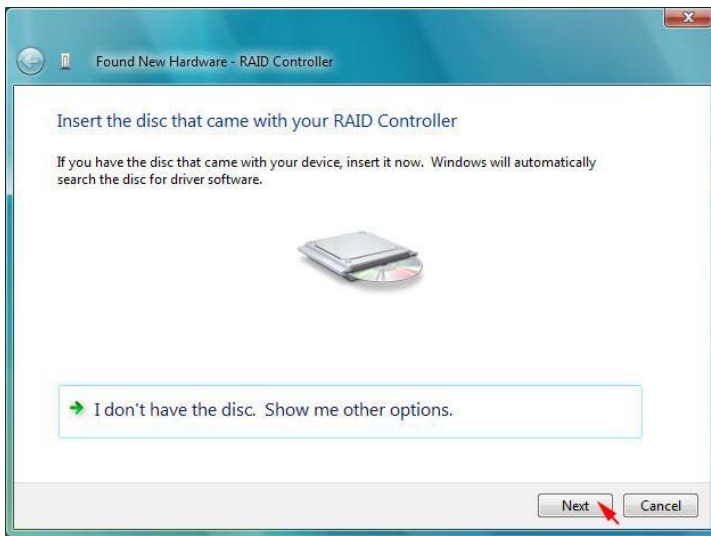 Found New Hardware - RAID Controller
Insert the disc that came with your RAID Controller
If you have the disc that came with your device, insert it now.  Windows will automatically
search the disc for driver software.
I don't have the disc.  Show me other options.
Next
Cancel